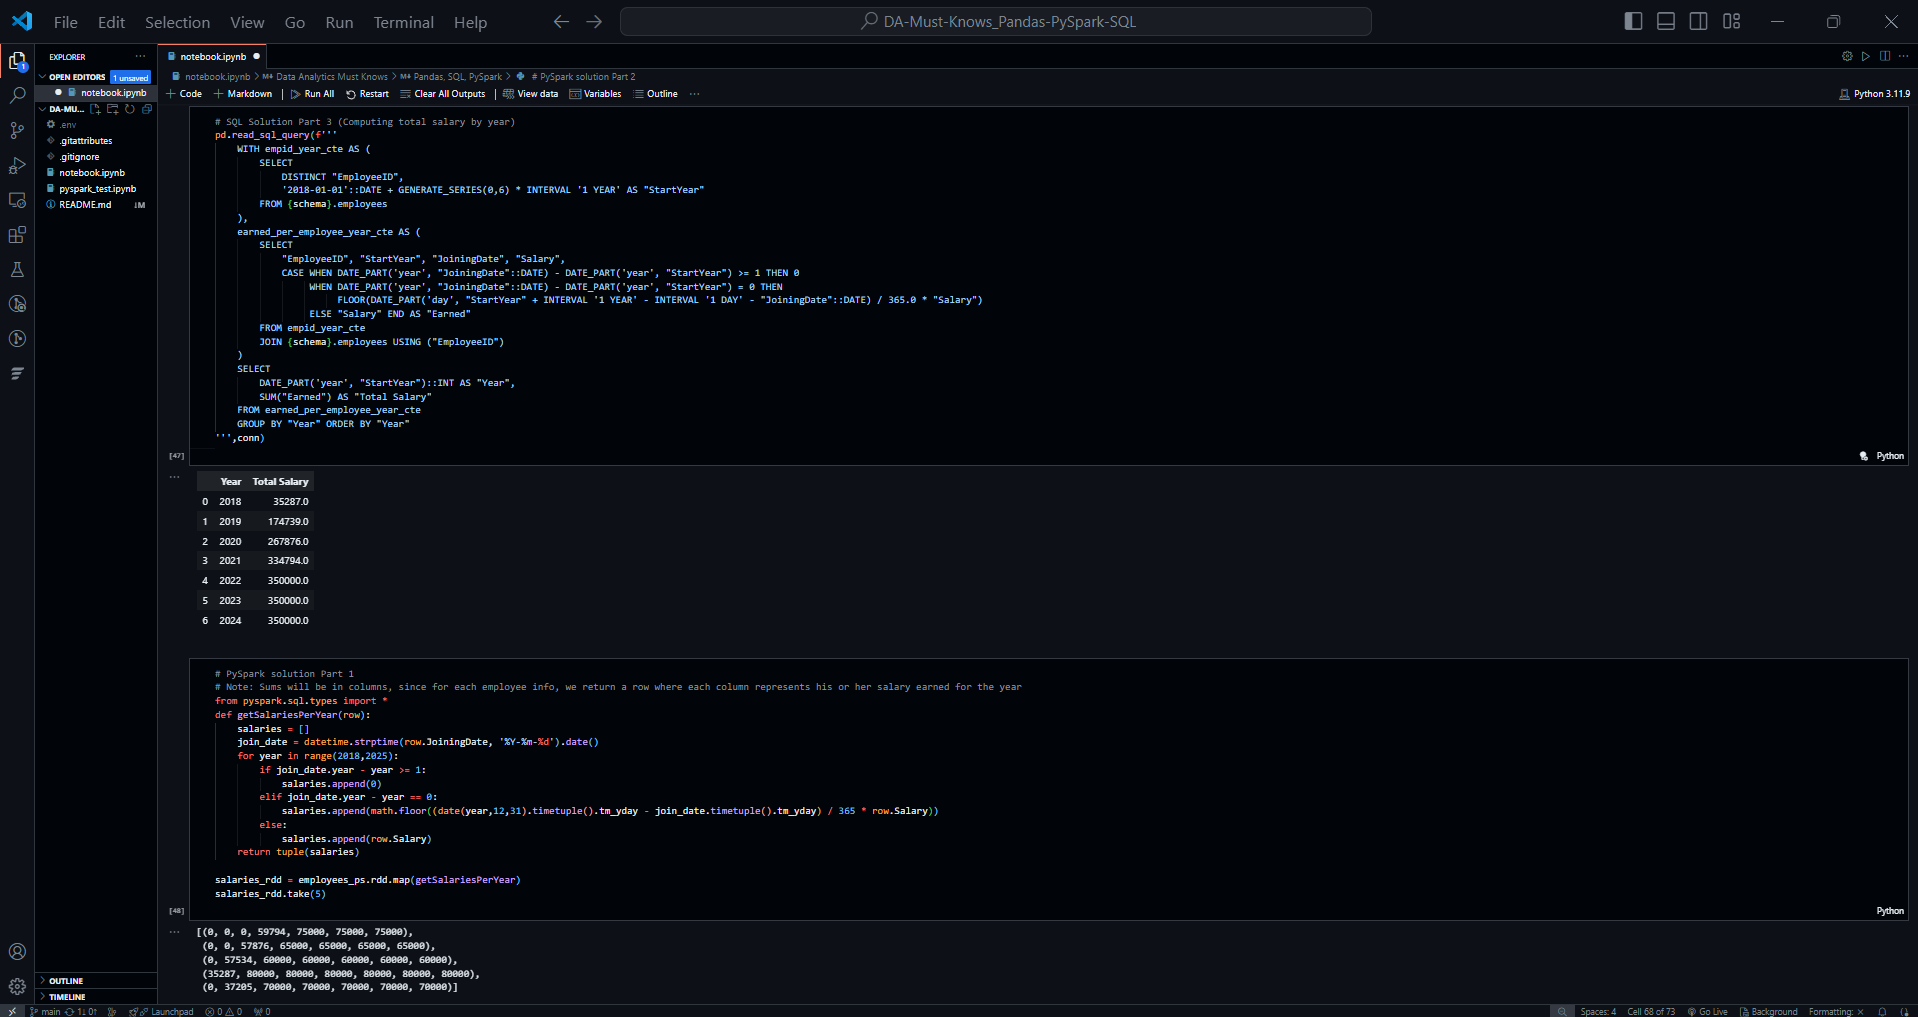 File Edit Selection View Go Run Terminal Help
DA-Must-Knows_Pandas-PySpark-SQL
EXPLORER
OPEN EDITORS 1 unsaved
notebook.ipynb
DA-MU...
.env
.gitattributes
.gitignore
notebook.ipynb
pyspark_test.ipynb
README.md ↓M
OUTLINE
TIMELINE
notebook.ipynb
notebook.ipynb > M↓ Data Analytics Must Knows > M↓ Pandas, SQL, PySpark > # PySpark solution Part 2
+ Code + Markdown | Run All Restart Clear All Outputs | View data Variables Outline ...
Python 3.11.9
# SQL Solution Part 3 (Computing total salary by year)
pd.read_sql_query(f'''
WITH empid_year_cte AS (
SELECT
DISTINCT "EmployeeID",
'2018-01-01'::DATE + GENERATE_SERIES(0,6) * INTERVAL '1 YEAR' AS "StartYear"
FROM {schema}.employees
),
earned_per_employee_year_cte AS (
SELECT
"EmployeeID", "StartYear", "JoiningDate", "Salary",
CASE WHEN DATE_PART('year', "JoiningDate"::DATE) - DATE_PART('year', "StartYear") >= 1 THEN 0
WHEN DATE_PART('year', "JoiningDate"::DATE) - DATE_PART('year', "StartYear") = 0 THEN
FLOOR(DATE_PART('day', "StartYear" + INTERVAL '1 YEAR' - INTERVAL '1 DAY' - "JoiningDate"::DATE) / 365.0 * "Salary")
ELSE "Salary" END AS "Earned"
FROM empid_year_cte
JOIN {schema}.employees USING ("EmployeeID")
)
SELECT
DATE_PART('year', "StartYear")::INT AS "Year",
SUM("Earned") AS "Total Salary"
FROM earned_per_employee_year_cte
GROUP BY "Year" ORDER BY "Year"
''',conn)
[47]
Python
Year Total Salary
0 2018 35287.0
1 2019 174739.0
2 2020 267876.0
3 2021 334794.0
4 2022 350000.0
5 2023 350000.0
6 2024 350000.0
# PySpark solution Part 1
# Note: Sums will be in columns, since for each employee info, we return a row where each column represents his or her salary earned for the year
from pyspark.sql.types import *
def getSalariesPerYear(row):
salaries = []
join_date = datetime.strptime(row.JoiningDate, '%Y-%m-%d').date()
for year in range(2018,2025):
if join_date.year - year >= 1:
salaries.append(0)
elif join_date.year - year == 0:
salaries.append(math.floor((date(year,12,31).timetuple().tm_yday - join_date.timetuple().tm_yday) / 365 * row.Salary))
else:
salaries.append(row.Salary)
return tuple(salaries)
salaries_rdd = employees_ps.rdd.map(getSalariesPerYear)
salaries_rdd.take(5)
[48]
Python
[(0, 0, 0, 59794, 75000, 75000, 75000),
(0, 0, 57876, 65000, 65000, 65000, 65000),
(0, 57534, 60000, 60000, 60000, 60000, 60000),
(35287, 80000, 80000, 80000, 80000, 80000, 80000),
(0, 37205, 70000, 70000, 70000, 70000, 70000)]
main 1↓ 0↑ Launchpad 0 0 0
Spaces: 4 Cell 68 of 73 Go Live Background Formatting: ×